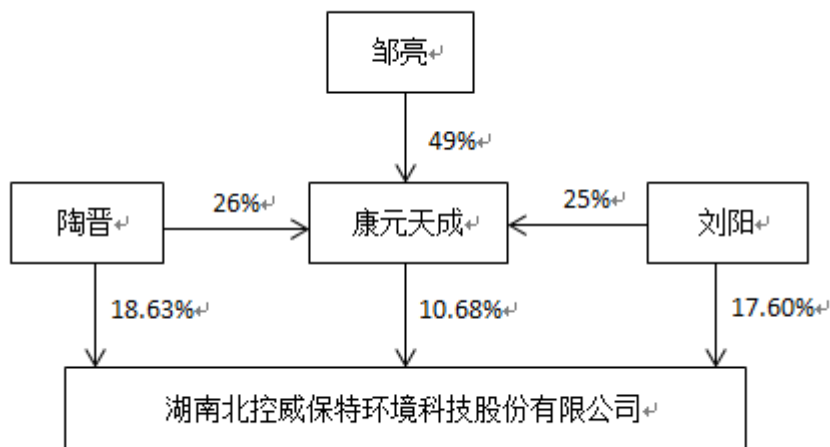 邹亮
49%
陶晋
26%
康元天成
25%
刘阳
18.63%
10.68%
17.60%
湖南北控威保特环境科技股份有限公司